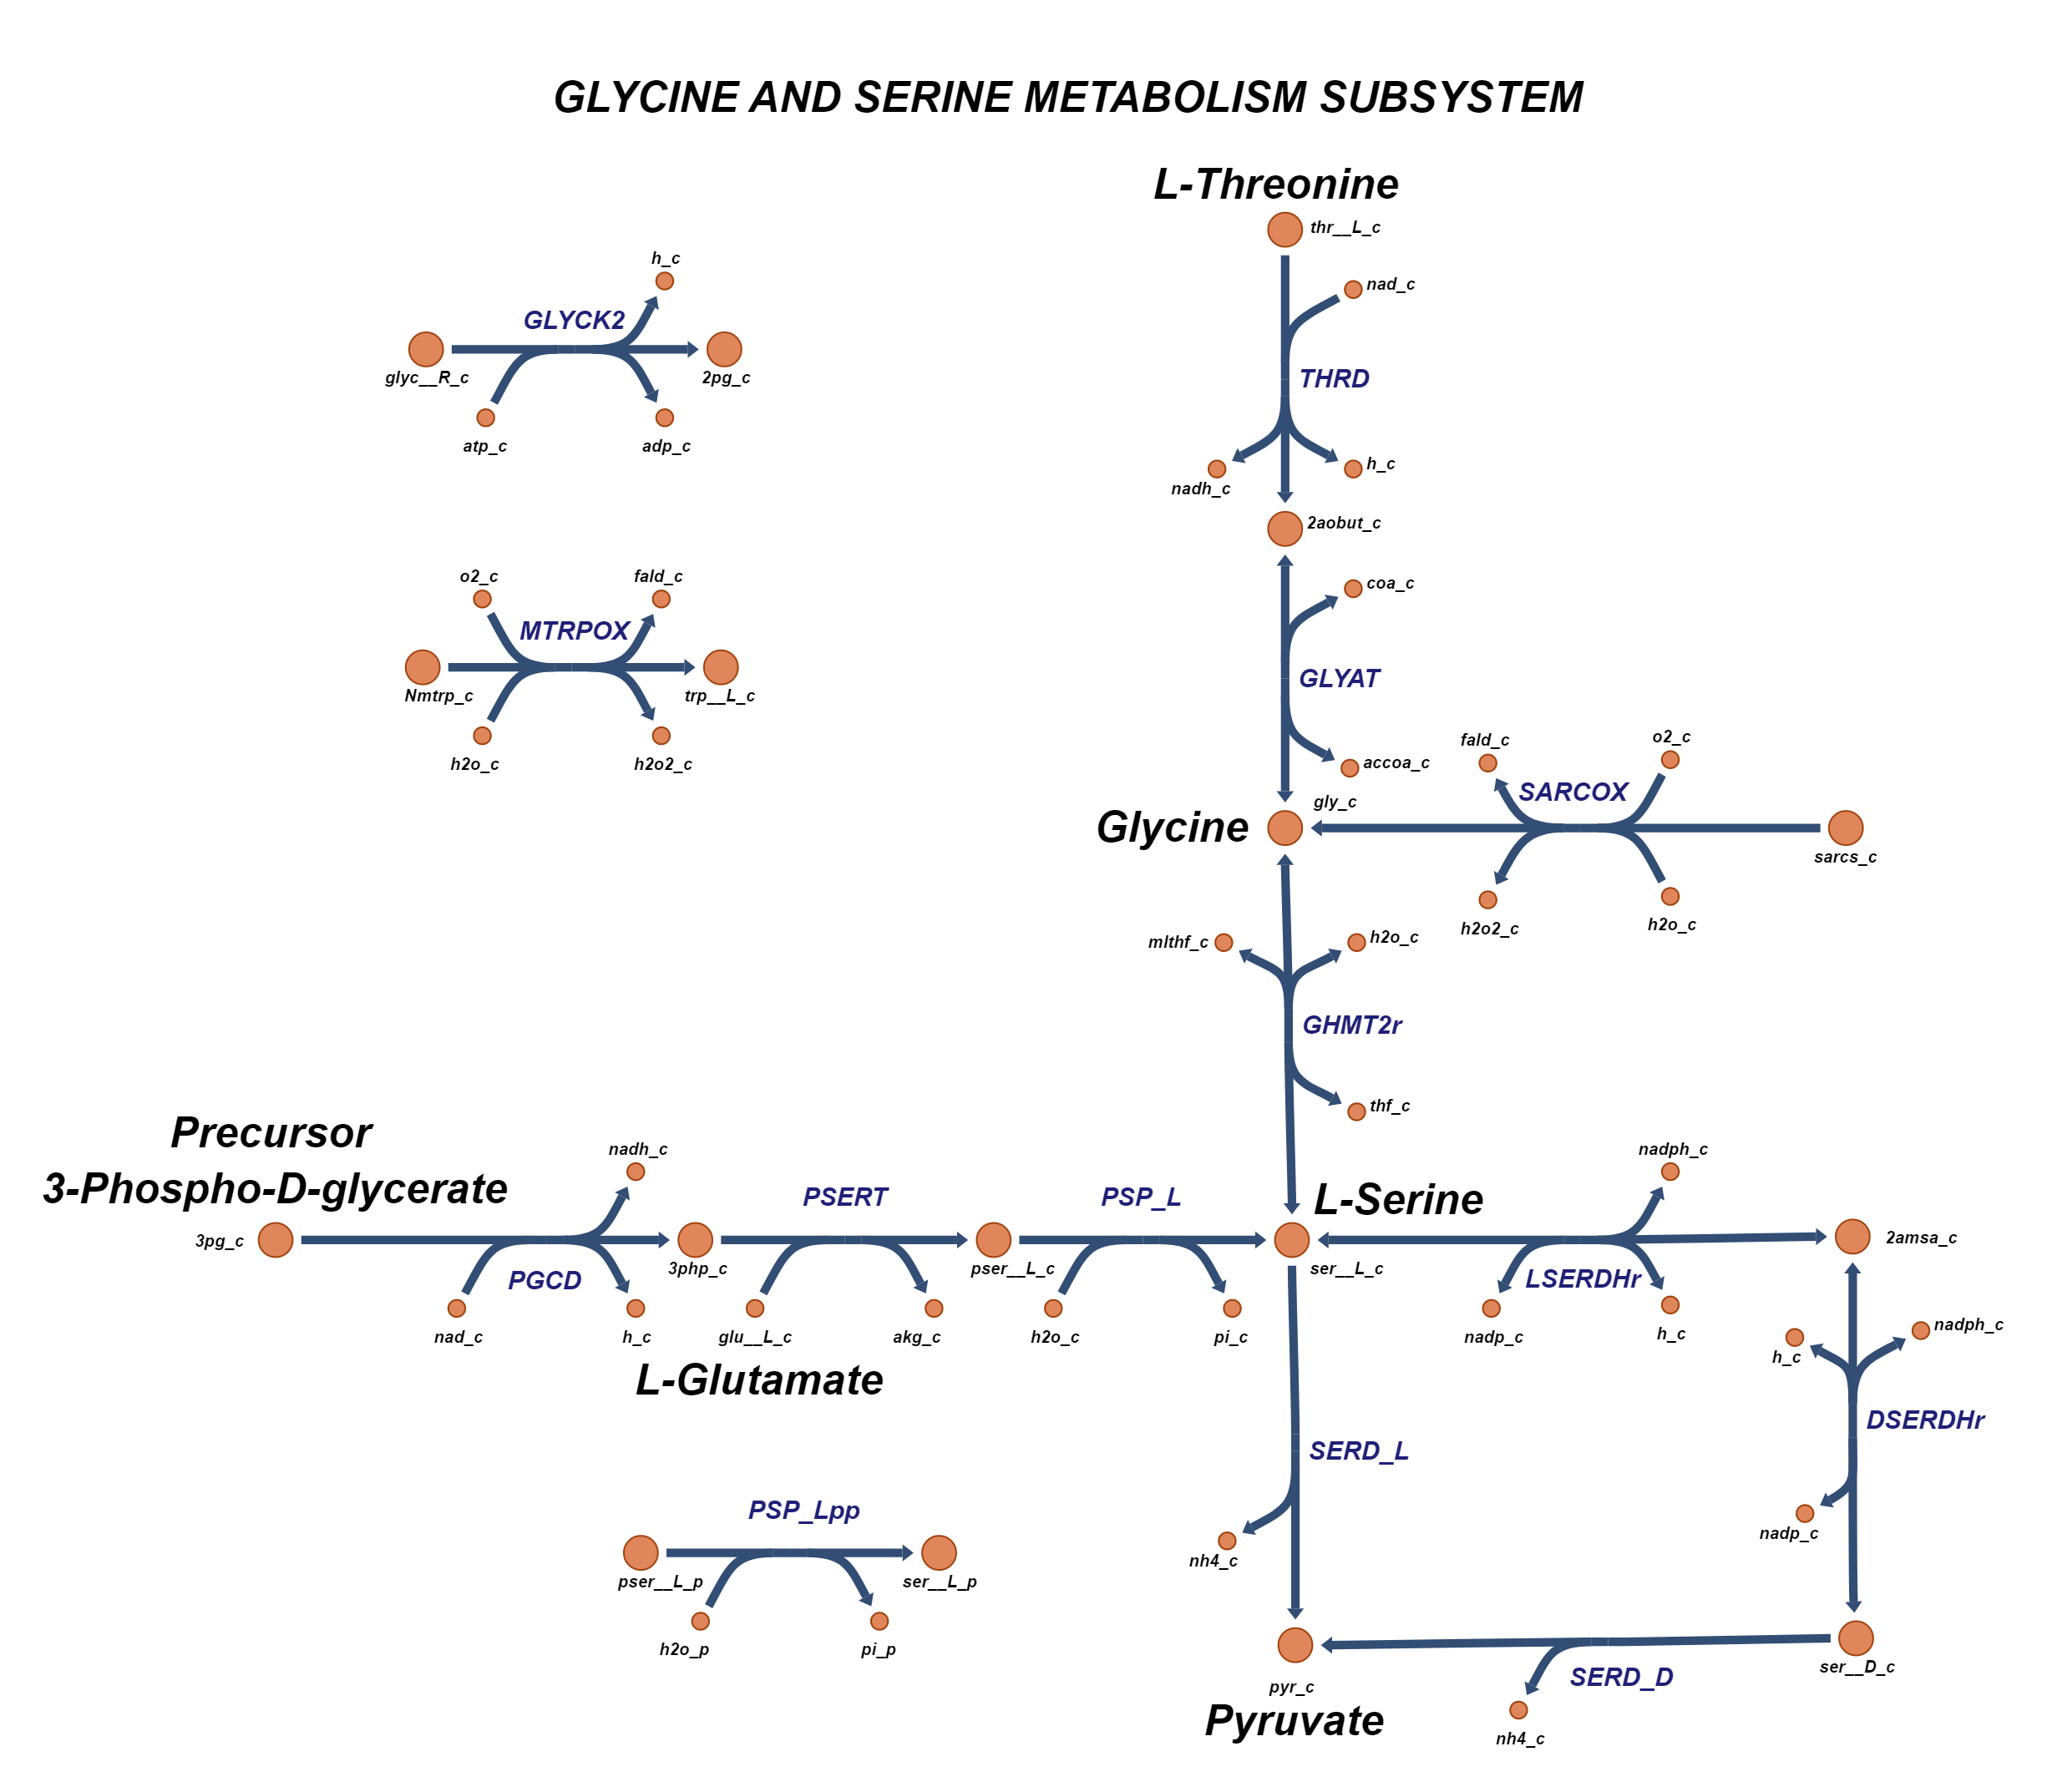 GLYCINE AND SERINE METABOLISM SUBSYSTEM
L-Threonine
thr__L_c
nad_c
THRD
nadh_c
h_c
2aobut_c
coa_c
GLYAT
accoa_c
gly_c
Glycine
h_c
GLYCK2
glyc__R_c
2pg_c
atp_c
adp_c
o2_c
fald_c
MTRPOX
Nmtrp_c
trp__L_c
h2o_c
h2o2_c
fald_c
o2_c
SARCOX
sarcs_c
h2o2_c
h2o_c
mlthf_c
h2o_c
GHMT2r
thf_c
Precursor
3-Phospho-D-glycerate
3pg_c
nadh_c
PGCD
nad_c
h_c
3php_c
PSERT
glu__L_c
akg_c
L-Glutamate
pser__L_c
PSP_L
h2o_c
pi_c
L-Serine
ser__L_c
nadph_c
LSERDHr
nadp_c
h_c
2amsa_c
nadph_c
h_c
DSERDHr
nadp_c
SERD_L
nh4_c
PSP_Lpp
pser__L_p
ser__L_p
h2o_p
pi_p
ser__D_c
SERD_D
nh4_c
pyr_c
Pyruvate